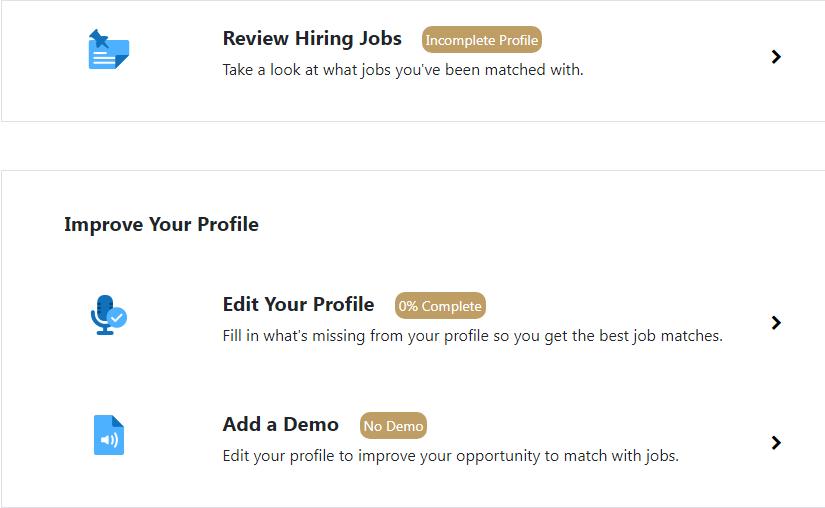 Review Hiring Jobs Incomplete Profile
Take a look at what jobs you've been matched with.
Improve Your Profile
Edit Your Profile 0% Complete
Fill in what's missing from your profile so you get the best job matches.
Add a Demo No Demo
Edit your profile to improve your opportunity to match with jobs.